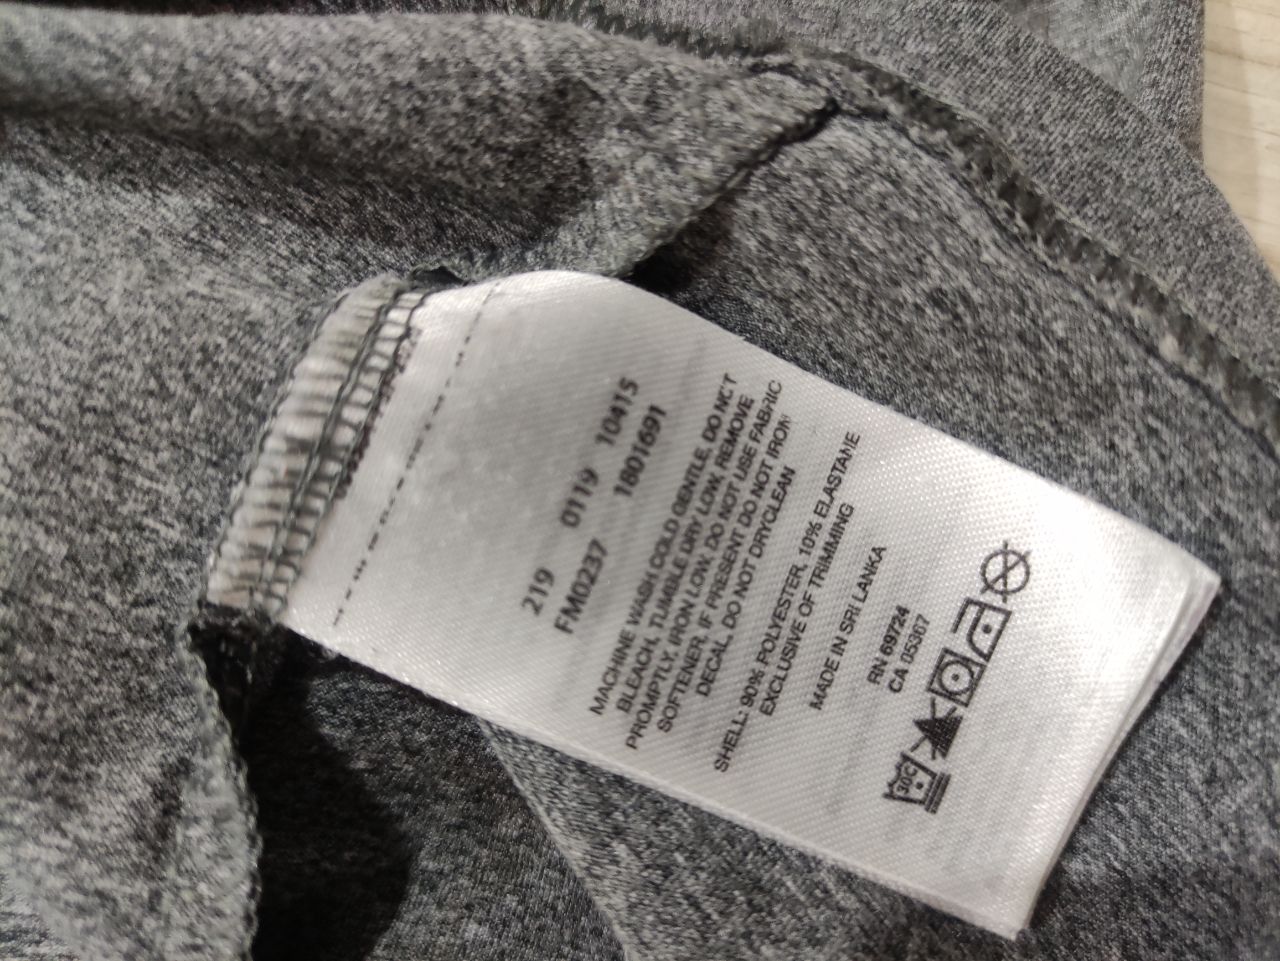 219 0119 10415
FM0237 1801691
MACHINE WASH COLD GENTLE, DO NOT
BLEACH, TUMBLE DRY LOW, REMOVE
PROMPTLY, IRON LOW, DO NOT USE FABRIC
SOFTENER. IF PRESENT DO NOT IRON
DECAL. DO NOT DRYCLEAN
SHELL: 90% POLYESTER, 10% ELASTANE
EXCLUSIVE OF TRIMMING
MADE IN SRI LANKA
RN 69724
CA 05367
30C